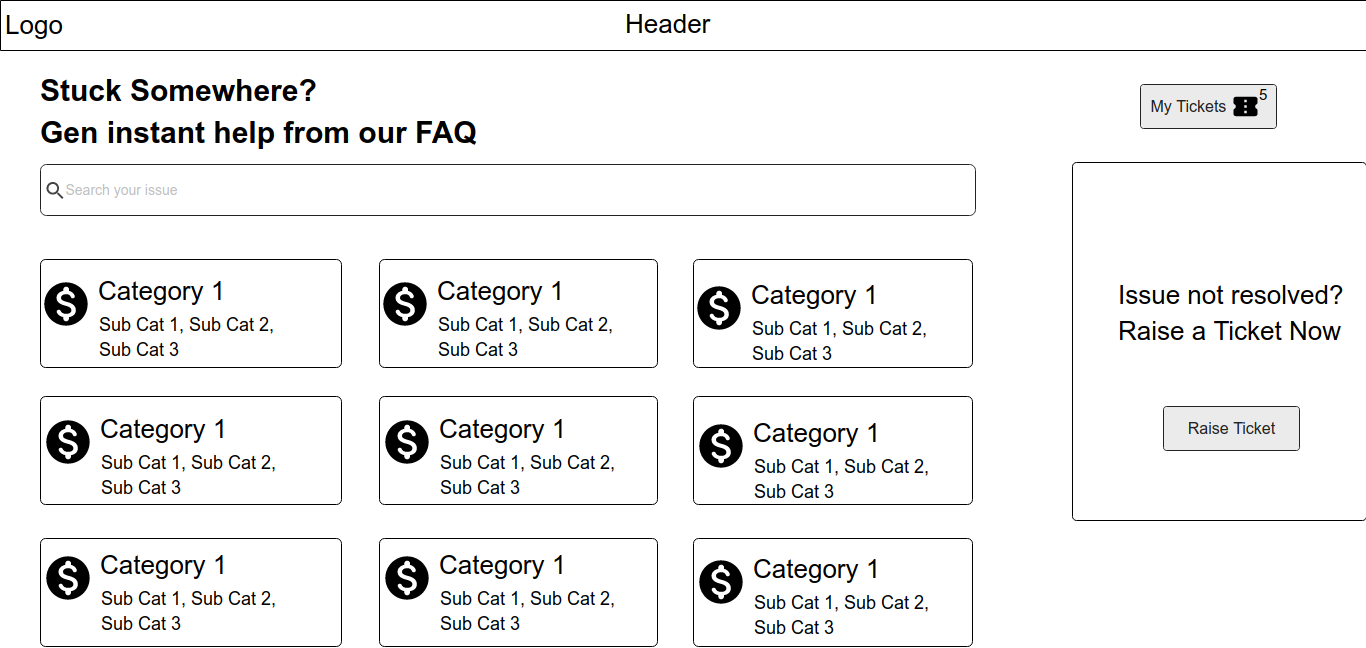 Logo
Header
Stuck Somewhere?
Gen instant help from our FAQ
My Tickets 5
Search your issue
Category 1
Sub Cat 1, Sub Cat 2,
Sub Cat 3
Category 1
Sub Cat 1, Sub Cat 2,
Sub Cat 3
Category 1
Sub Cat 1, Sub Cat 2,
Sub Cat 3
Category 1
Sub Cat 1, Sub Cat 2,
Sub Cat 3
Category 1
Sub Cat 1, Sub Cat 2,
Sub Cat 3
Category 1
Sub Cat 1, Sub Cat 2,
Sub Cat 3
Category 1
Sub Cat 1, Sub Cat 2,
Sub Cat 3
Category 1
Sub Cat 1, Sub Cat 2,
Sub Cat 3
Category 1
Sub Cat 1, Sub Cat 2,
Sub Cat 3
Issue not resolved?
Raise a Ticket Now
Raise Ticket